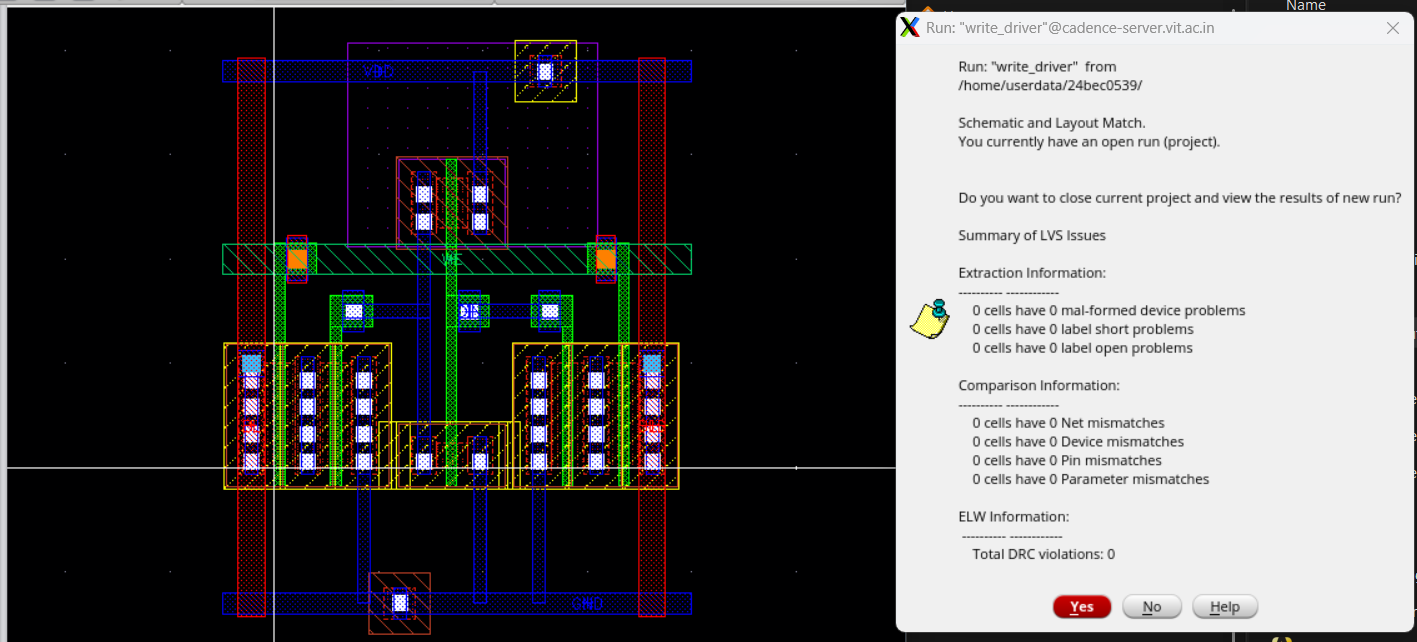 Name
Run: "write_driver"@cadence-server.vit.ac.in
Run: "write_driver" from
/home/userdata/24bec0539/
Schematic and Layout Match.
You currently have an open run (project).
Do you want to close current project and view the results of new run?
Summary of LVS Issues
Extraction Information:
---------- ------------
0 cells have 0 mal-formed device problems
0 cells have 0 label short problems
0 cells have 0 label open problems
Comparison Information:
---------- ------------
0 cells have 0 Net mismatches
0 cells have 0 Device mismatches
0 cells have 0 Pin mismatches
0 cells have 0 Parameter mismatches
ELW Information:
---------- ------------
Total DRC violations: 0
Yes
No
Help
VDD
WE
GND